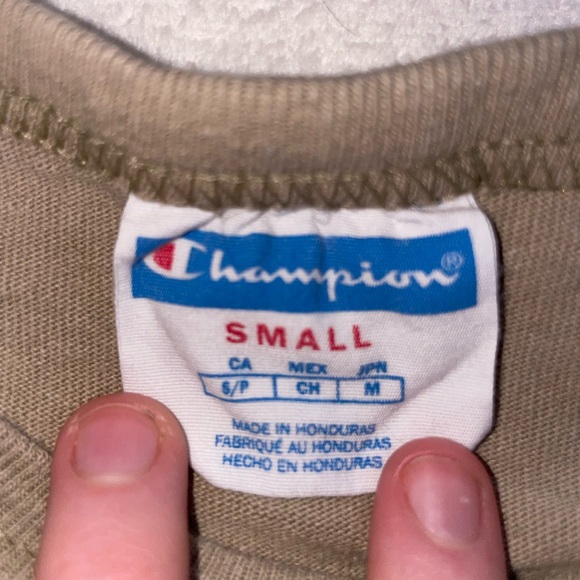 Champion®
SMALL
CA MEX JPN
S/P CH M
MADE IN HONDURAS
FABRIQUÉ AU HONDURAS
HECHO EN HONDURAS